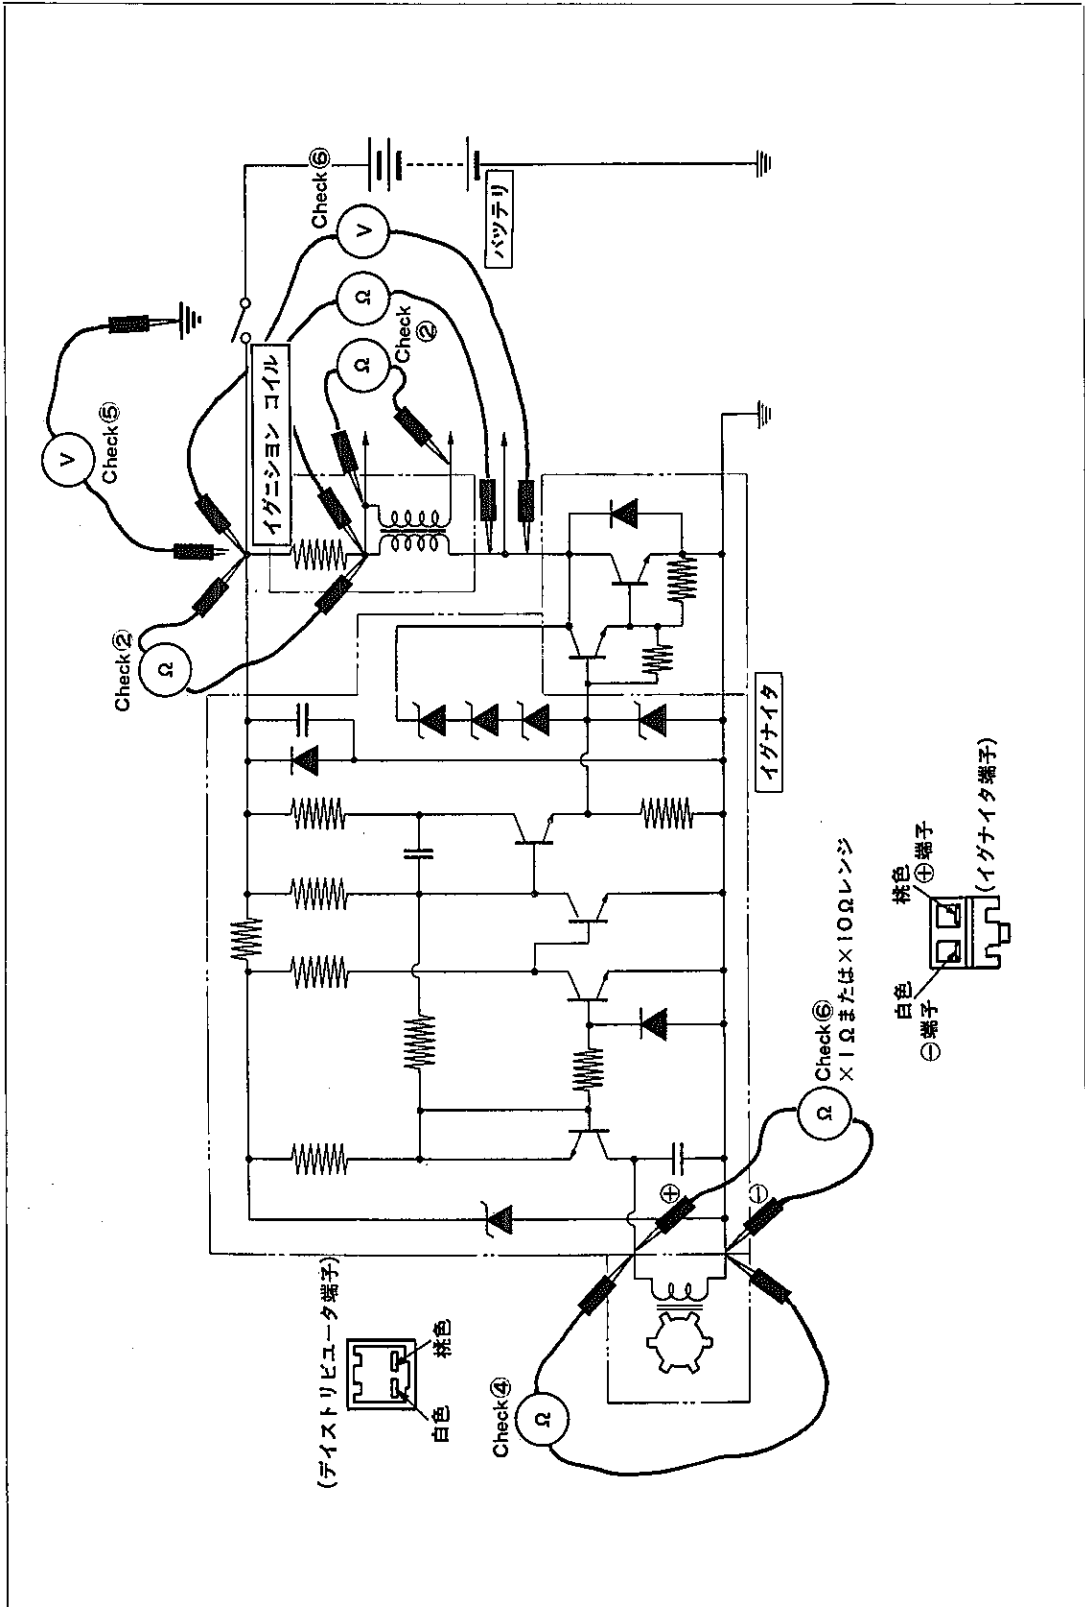 Check⑤
V
Check②
Ω
イグニション コイル
Check⑥
V
Ω
Ω
Check
②
バッテリ
イグナイタ
(デイストリビュータ端子)
白色
桃色
Check④
Ω
⊕
⊖
Ω
Check⑥
×1Ωまたは×10Ωレンジ
白色
⊖端子
桃色
⊕端子
(イグナイタ端子)